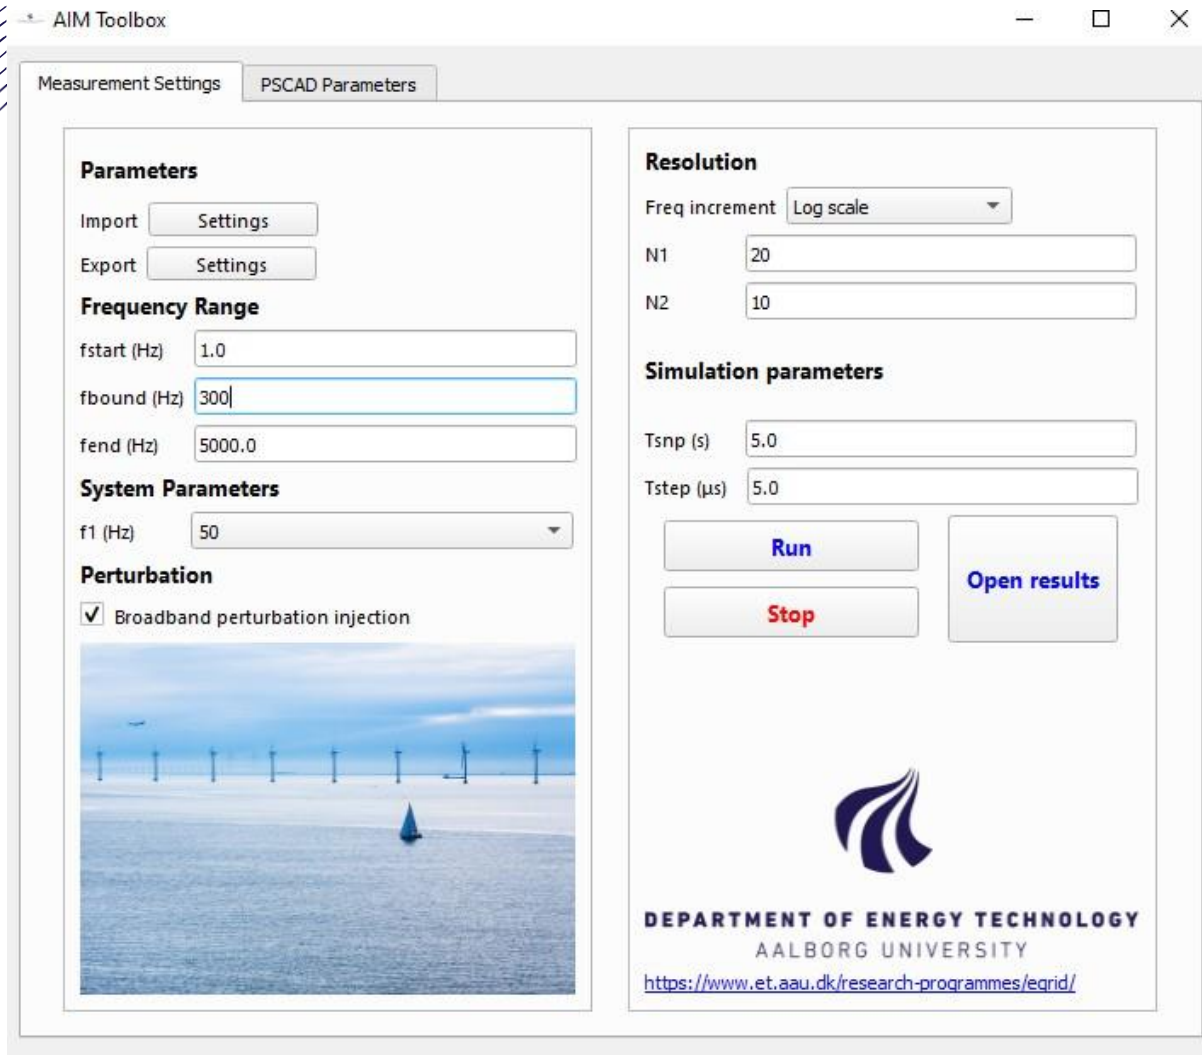 AIM Toolbox
Measurement Settings
PSCAD Parameters
Parameters
Import Settings
Export Settings
Frequency Range
fstart (Hz) 1.0
fbound (Hz) 300
fend (Hz) 5000.0
System Parameters
f1 (Hz) 50
Perturbation
Broadband perturbation injection
Resolution
Freq increment Log scale
N1 20
N2 10
Simulation parameters
Tsnp (s) 5.0
Tstep (µs) 5.0
Run
Stop
Open results
DEPARTMENT OF ENERGY TECHNOLOGY
AALBORG UNIVERSITY
https://www.et.aau.dk/research-programmes/egrid/